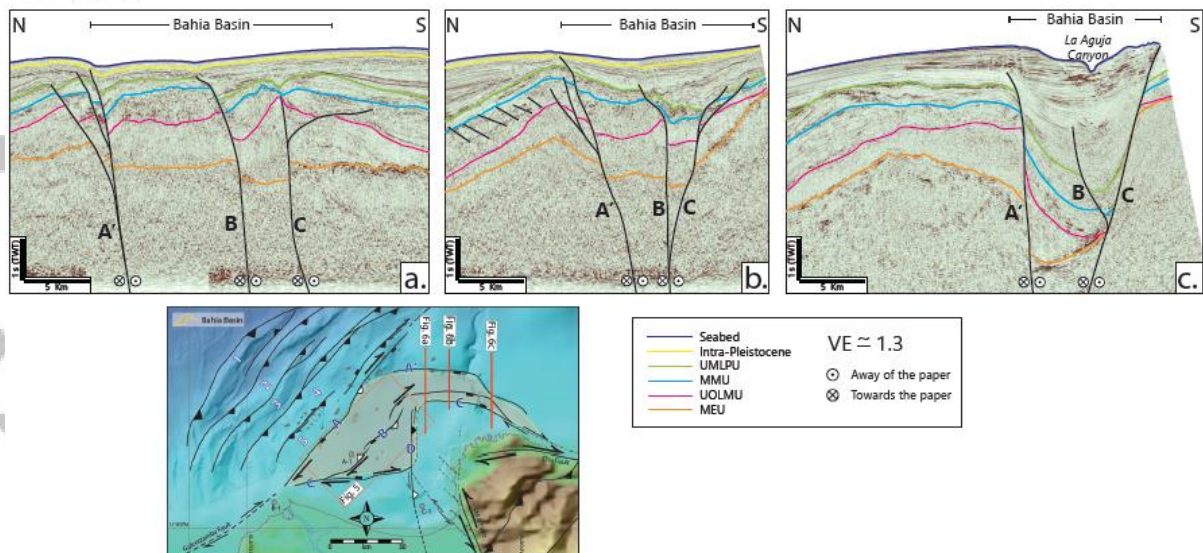 N Bahia Basin S
A' B C
1 s (TWT)
5 Km
a.
N Bahia Basin S
A' B C
1 s (TWT)
5 Km
b.
N Bahia Basin S
La Aguja
Canyon
A' B C
1 s (TWT)
5 Km
c.
Bahia Basin
Fig. 6a
Fig. 6b
Fig. 6c
A'
A
B
C
D
Fig. 5
N
Seabed
Intra-Pleistocene
UMLPU
MMU
UOLMU
MEU
VE ≃ 1.3
⊙ Away of the paper
⊗ Towards the paper